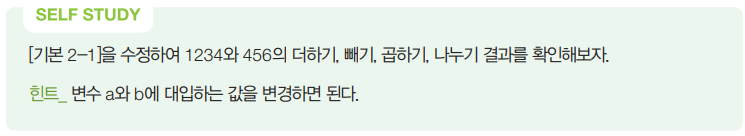 SELF STUDY
[기본 2-1]을 수정하여 1234와 456의 더하기, 빼기, 곱하기, 나누기 결과를 확인해보자.
힌트_ 변수 a와 b에 대입하는 값을 변경하면 된다.